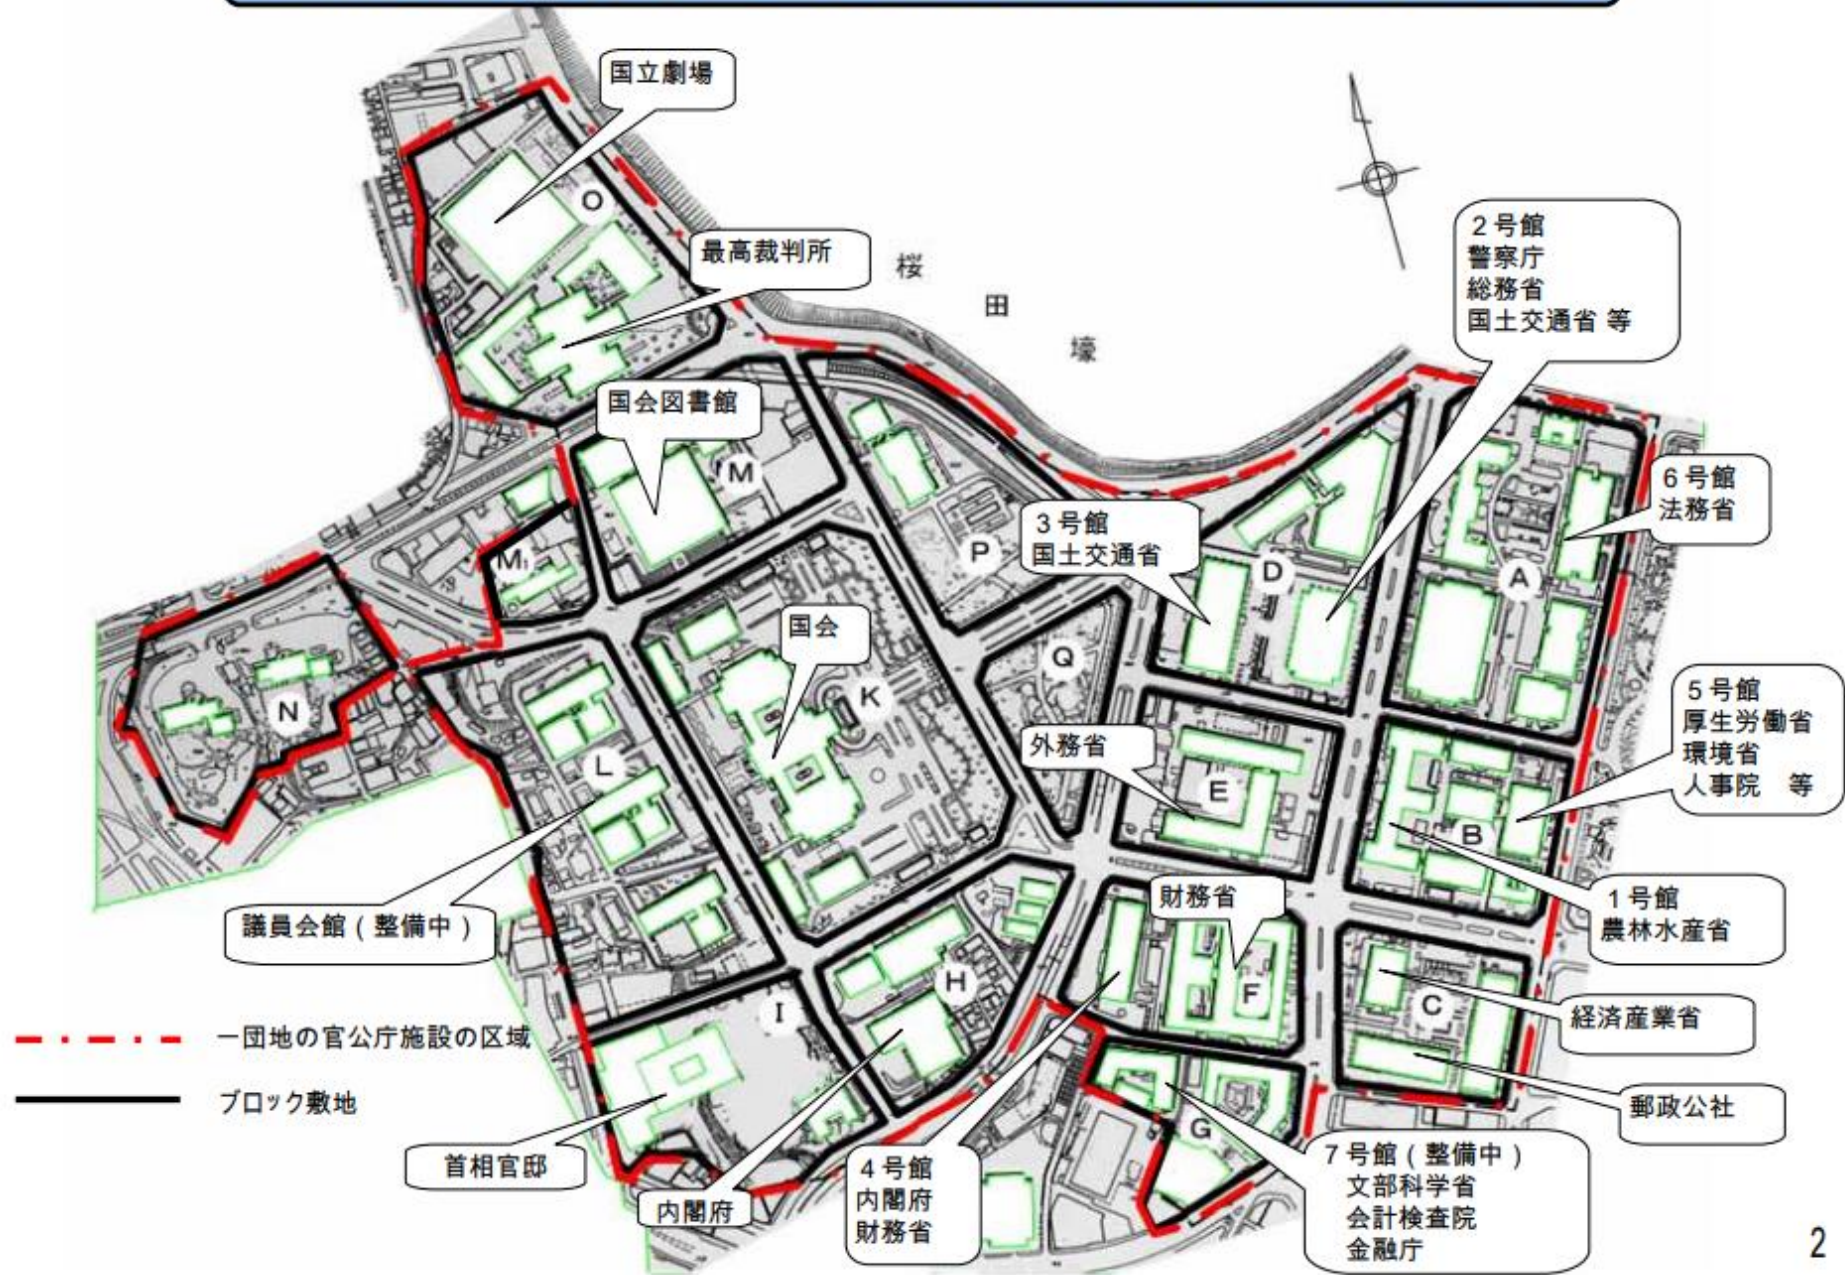 国立劇場
O
最高裁判所
桜
田
壕
2号館
警察庁
総務省
国土交通省 等
国会図書館
M
6号館
法務省
3号館
国土交通省
P
D
A
M₁
国会
Q
K
N
L
外務省
E
5号館
厚生労働省
環境省
人事院　等
B
1号館
農林水産省
財務省
議員会館（整備中）
H
F
C
経済産業省
I
一団地の官公庁施設の区域
ブロック敷地
郵政公社
G
首相官邸
内閣府
4号館
内閣府
財務省
7号館（整備中）
文部科学省
会計検査院
金融庁
2